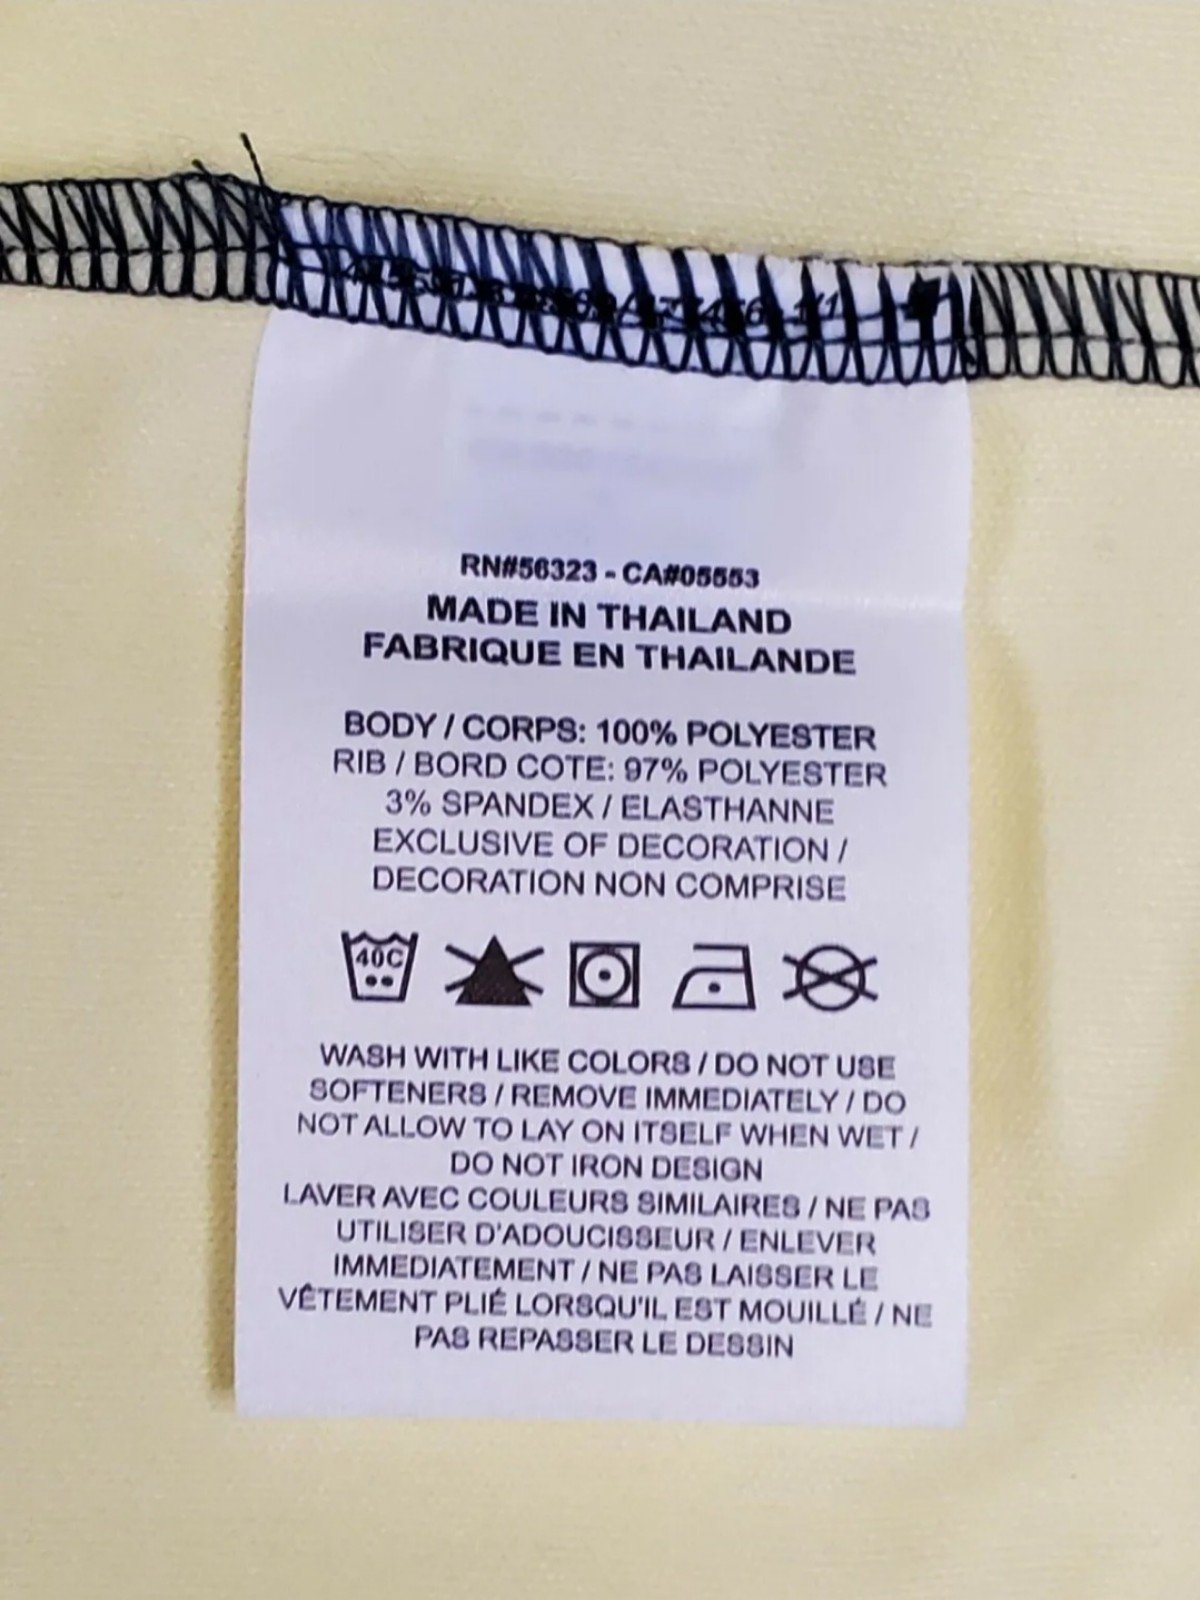 RN#56323 - CA#05553
MADE IN THAILAND
FABRIQUE EN THAILANDE
BODY / CORPS: 100% POLYESTER
RIB / BORD COTE: 97% POLYESTER
3% SPANDEX / ELASTHANNE
EXCLUSIVE OF DECORATION /
DECORATION NON COMPRISE
40C
WASH WITH LIKE COLORS / DO NOT USE
SOFTENERS / REMOVE IMMEDIATELY / DO
NOT ALLOW TO LAY ON ITSELF WHEN WET /
DO NOT IRON DESIGN
LAVER AVEC COULEURS SIMILAIRES / NE PAS
UTILISER D'ADOUCISSEUR / ENLEVER
IMMEDIATEMENT / NE PAS LAISSER LE
VÊTEMENT PLIÉ LORSQU'IL EST MOUILLÉ / NE
PAS REPASSER LE DESSIN